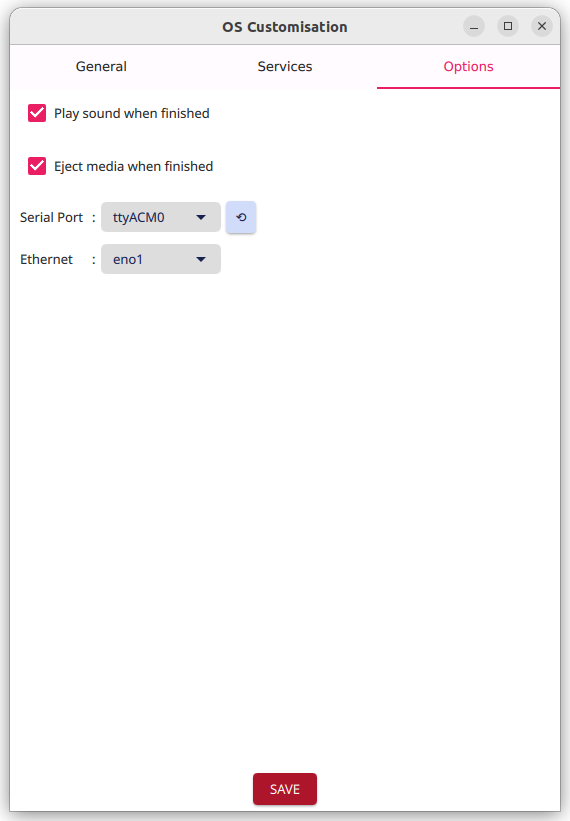 OS Customisation
General Services Options
Play sound when finished
Eject media when finished
Serial Port : ttyACM0
Ethernet : eno1
SAVE